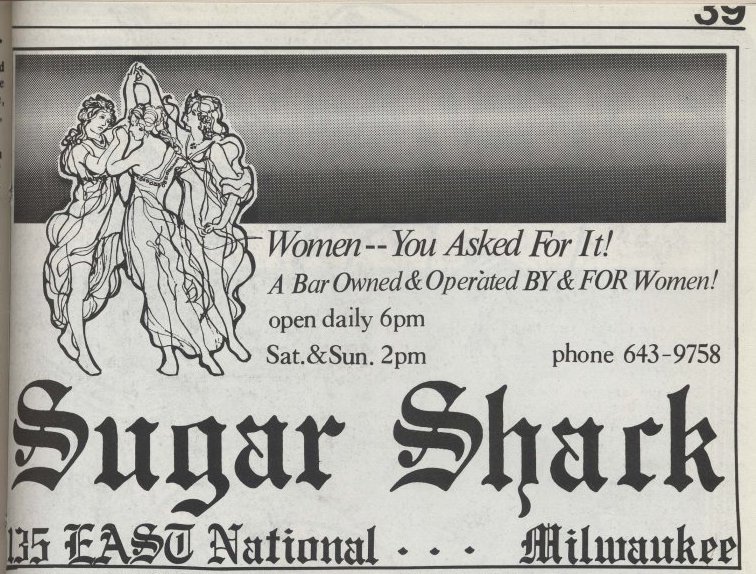 39
Women--You Asked For It!
A Bar Owned & Operated BY & FOR Women!
open daily 6pm
Sat.&Sun. 2pm
phone 643-9758
Sugar Shack
135 EAST National . . . Milwaukee